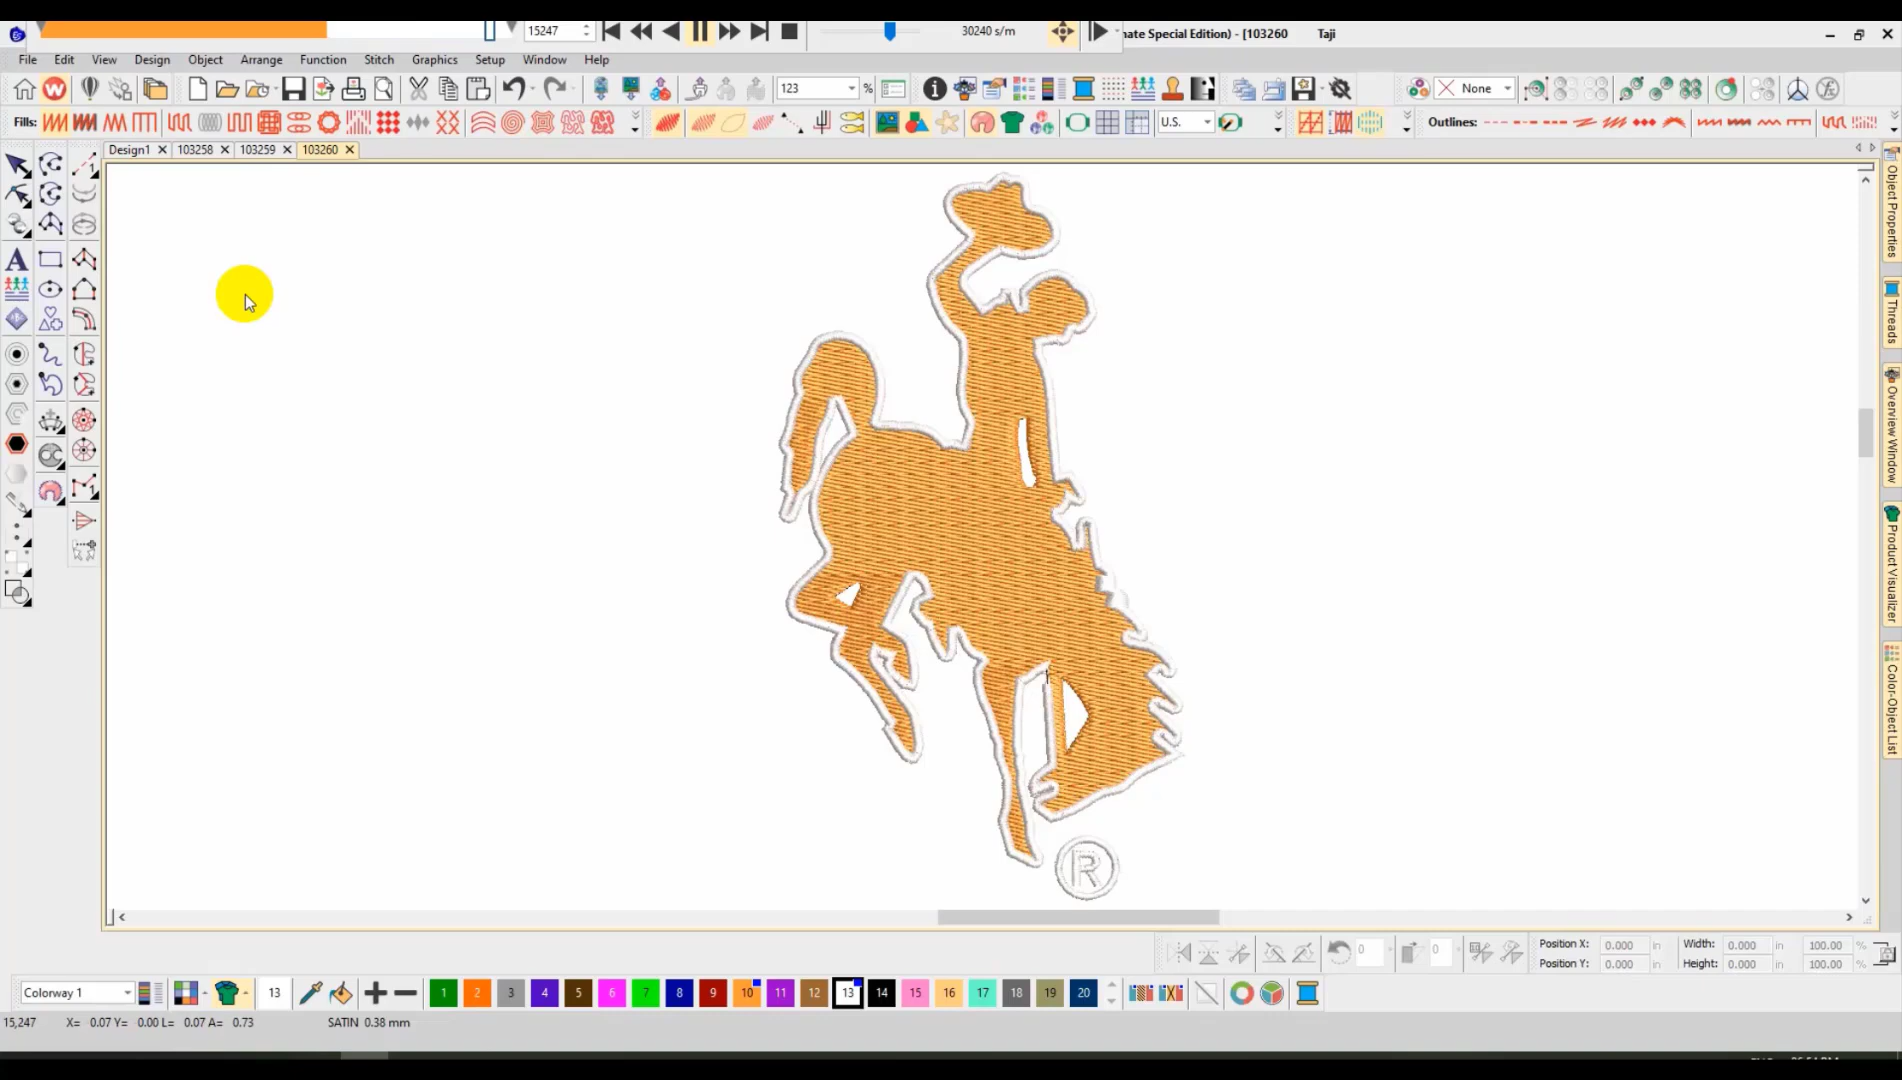 15247
30240 s/m
nate Special Edition) - [103260 Taji
File Edit View Design Object Arrange Function Stitch Graphics Setup Window Help
123 %
None
Fills:
U.S.
Outlines:
Design1 103258 103259 103260
Object Properties
Threads
Overview Window
Product Visualizer
Color-Object List
A
R
Position X: 0.000 in Width: 0.000 in 100.00 %
Position Y: 0.000 in Height: 0.000 in 100.00 %
0 0
Colorway 1 13 1 2 3 4 5 6 7 8 9 10 11 12 13 14 15 16 17 18 19 20
15,247 X= 0.07 Y= 0.00 L= 0.07 A= 0.73 SATIN 0.38 mm